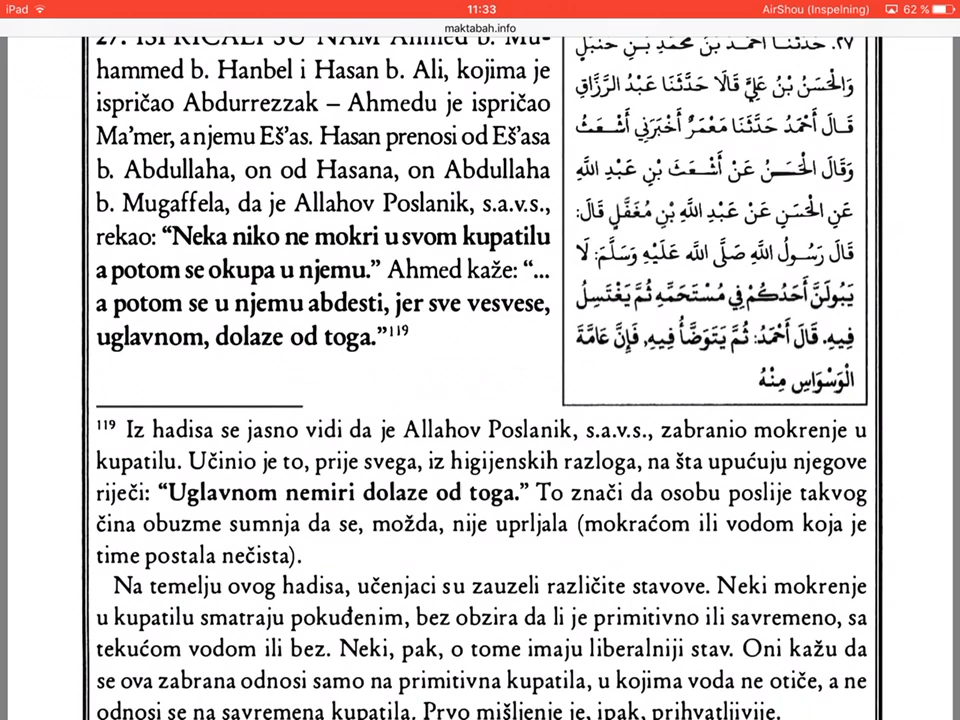 iPad
11:33
AirShou (Inspelning)
62 %
maktabah.info
27. ISPRIČALI SU NAM Ahmed b. Mu-
hammed b. Hanbel i Hasan b. Ali, kojima je
ispričao Abdurrezzak – Ahmedu je ispričao
Ma’mer, a njemu Eš’as. Hasan prenosi od Eš’asa
b. Abdullaha, on od Hasana, on Abdullaha
b. Mugaffela, da je Allahov Poslanik, s.a.v.s.,
rekao: “Neka niko ne mokri u svom kupatilu
a potom se okupa u njemu.” Ahmed kaže: “...
a potom se u njemu abdesti, jer sve vesvese,
uglavnom, dolaze od toga.”¹¹⁹
٢٧. حَدَّثَنَا أَحْمَدُ بْنُ مُحَمَّدِ بْنِ حَنْبَلٍ
وَالْحَسَنُ بْنُ عَلِيٍّ قَالَا حَدَّثَنَا عَبْدُ الرَّزَّاقِ
قَالَ أَحْمَدُ حَدَّثَنَا مَعْمَرٌ أَخْبَرَنِي أَشْعَثُ
وَقَالَ الْحَسَنُ عَنْ أَشْعَثَ بْنِ عَبْدِ اللَّهِ
عَنِ الْحَسَنِ عَنْ عَبْدِ اللَّهِ بْنِ مُغَفَّلٍ قَالَ:
قَالَ رَسُولُ اللَّهِ صَلَّى اللَّه عَلَيْهِ وَسَلَّمَ: لَا
يَبُولَنَّ أَحَدُكُمْ فِي مُسْتَحَمِّهِ ثُمَّ يَغْتَسِلُ
فِيهِ. قَالَ أَحْمَدُ: ثُمَّ يَتَوَضَّأُ فِيهِ, فَإِنَّ عَامَّةَ
الْوَسْوَاسِ مِنْهُ
¹¹⁹ Iz hadisa se jasno vidi da je Allahov Poslanik, s.a.v.s., zabranio mokrenje u
kupatilu. Učinio je to, prije svega, iz higijenskih razloga, na šta upućuju njegove
riječi: “Uglavnom nemiri dolaze od toga.” To znači da osobu poslije takvog
čina obuzme sumnja da se, možda, nije uprljala (mokraćom ili vodom koja je
time postala nečista).
Na temelju ovog hadisa, učenjaci su zauzeli različite stavove. Neki mokrenje
u kupatilu smatraju pokuđenim, bez obzira da li je primitivno ili savremeno, sa
tekućom vodom ili bez. Neki, pak, o tome imaju liberalniji stav. Oni kažu da
se ova zabrana odnosi samo na primitivna kupatila, u kojima voda ne otiče, a ne
odnosi se na savremena kupatila. Prvo mišljenje je, ipak, prihvatljivije.